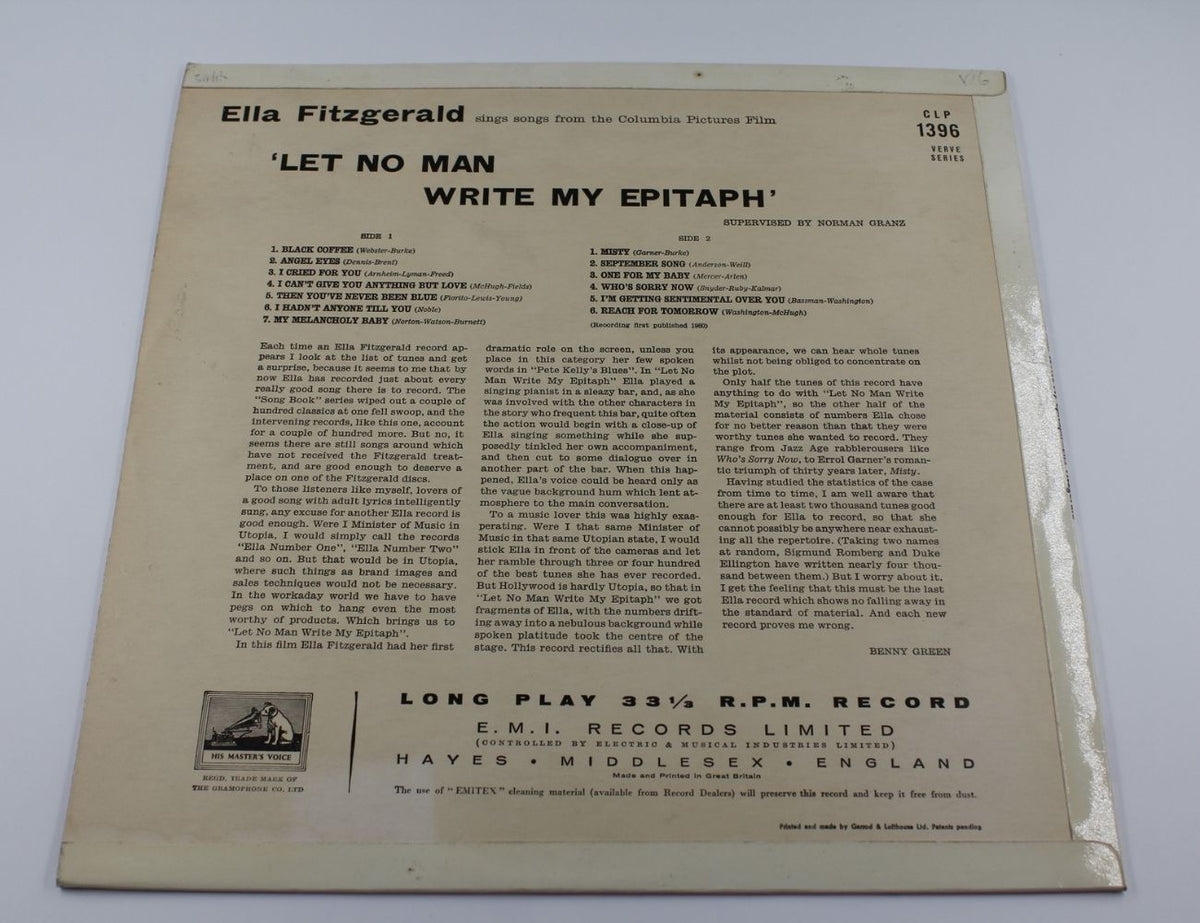 Ella Fitzgerald sings songs from the Columbia Pictures Film
CLP
1396
VERVE
SERIES
'LET NO MAN
WRITE MY EPITAPH'
SUPERVISED BY NORMAN GRANZ
SIDE 1
1. BLACK COFFEE (Webster-Burke)
2. ANGEL EYES (Dennis-Brent)
3. I CRIED FOR YOU (Arnheim-Lyman-Freed)
4. I CAN'T GIVE YOU ANYTHING BUT LOVE (McHugh-Fields)
5. THEN YOU'VE NEVER BEEN BLUE (Fiorito-Lewis-Young)
6. I HADN'T ANYONE TILL YOU (Noble)
7. MY MELANCHOLY BABY (Norton-Watson-Burnett)
SIDE 2
1. MISTY (Garner-Burke)
2. SEPTEMBER SONG (Anderson-Weill)
3. ONE FOR MY BABY (Mercer-Arlen)
4. WHO'S SORRY NOW (Snyder-Ruby-Kalmar)
5. I'M GETTING SENTIMENTAL OVER YOU (Bassman-Washington)
6. REACH FOR TOMORROW (Washington-McHugh)
(Recording first published 1960)
Each time an Ella Fitzgerald record ap-
pears I look at the list of tunes and get
a surprise, because it seems to me that by
now Ella has recorded just about every
really good song there is to record. The
"Song Book" series wiped out a couple of
hundred classics at one fell swoop, and the
intervening records, like this one, account
for a couple of hundred more. But no, it
seems there are still songs around which
have not received the Fitzgerald treat-
ment, and are good enough to deserve a
place on one of the Fitzgerald discs.
To those listeners like myself, lovers of
a good song with adult lyrics intelligently
sung, any excuse for another Ella record is
good enough. Were I Minister of Music in
Utopia, I would simply call the records
"Ella Number One", "Ella Number Two"
and so on. But that would be in Utopia,
where such things as brand images and
sales techniques would not be necessary.
In the workaday world we have to have
pegs on which to hang even the most
worthy of products. Which brings us to
"Let No Man Write My Epitaph".
In this film Ella Fitzgerald had her first
dramatic role on the screen, unless you
place in this category her few spoken
words in "Pete Kelly's Blues". In "Let No
Man Write My Epitaph" Ella played a
singing pianist in a sleazy bar, and, as she
was involved with the other characters in
the story who frequent this bar, quite often
the action would begin with a close-up of
Ella singing something while she sup-
posedly tinkled her own accompaniment,
and then cut to some dialogue over in
another part of the bar. When this hap-
pened, Ella's voice could be heard only as
the vague background hum which lent at-
mosphere to the main conversation.
To a music lover this was highly exas-
perating. Were I that same Minister of
Music in that same Utopian state, I would
stick Ella in front of the cameras and let
her ramble through three or four hundred
of the best tunes she has ever recorded.
But Hollywood is hardly Utopia, so that in
"Let No Man Write My Epitaph" we got
fragments of Ella, with the numbers drift-
ing away into a nebulous background while
spoken platitude took the centre of the
stage. This record rectifies all that. With
its appearance, we can hear whole tunes
whilst not being obliged to concentrate on
the plot.
Only half the tunes of this record have
anything to do with "Let No Man Write
My Epitaph", so the other half of the
material consists of numbers Ella chose
for no better reason than that they were
worthy tunes she wanted to record. They
range from Jazz Age rabblerousers like
Who's Sorry Now, to Errol Garner's roman-
tic triumph of thirty years later, Misty.
Having studied the statistics of the case
from time to time, I am well aware that
there are at least two thousand tunes good
enough for Ella to record, so that she
cannot possibly be anywhere near exhaust-
ing all the repertoire. (Taking two names
at random, Sigmund Romberg and Duke
Ellington have written nearly four thou-
sand between them.) But I worry about it.
I get the feeling that this must be the last
Ella record which shows no falling away in
the standard of material. And each new
record proves me wrong.
BENNY GREEN
HIS MASTER'S VOICE
REGD. TRADE MARK OF
THE GRAMOPHONE CO. LTD
LONG PLAY 33 1/3 R.P.M. RECORD
E.M.I. RECORDS LIMITED
(CONTROLLED BY ELECTRIC & MUSICAL INDUSTRIES LIMITED)
HAYES • MIDDLESEX • ENGLAND
Made and Printed in Great Britain
The use of "EMITEX" cleaning material (available from Record Dealers) will preserve this record and keep it free from dust.
Printed and made by Garrod & Lofthouse Ltd. Patents pending